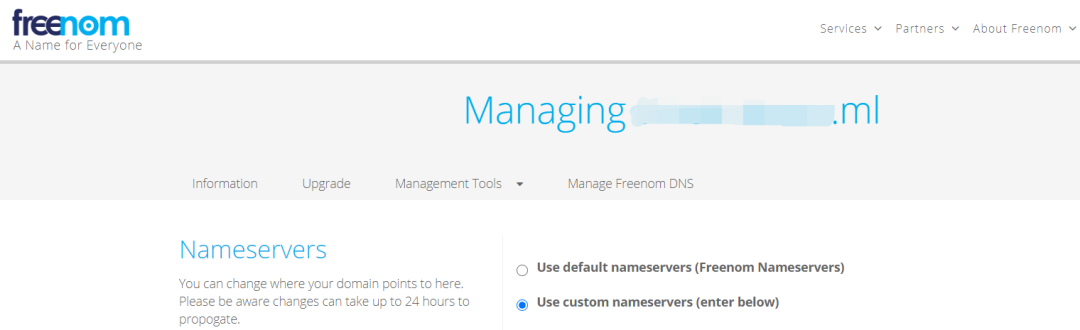 freenom
A Name for Everyone
Services Partners About Freenom
Managing .ml
Information Upgrade Management Tools Manage Freenom DNS
Nameservers
You can change where your domain points to here.
Please be aware changes can take up to 24 hours to
propogate.
Use default nameservers (Freenom Nameservers)
Use custom nameservers (enter below)